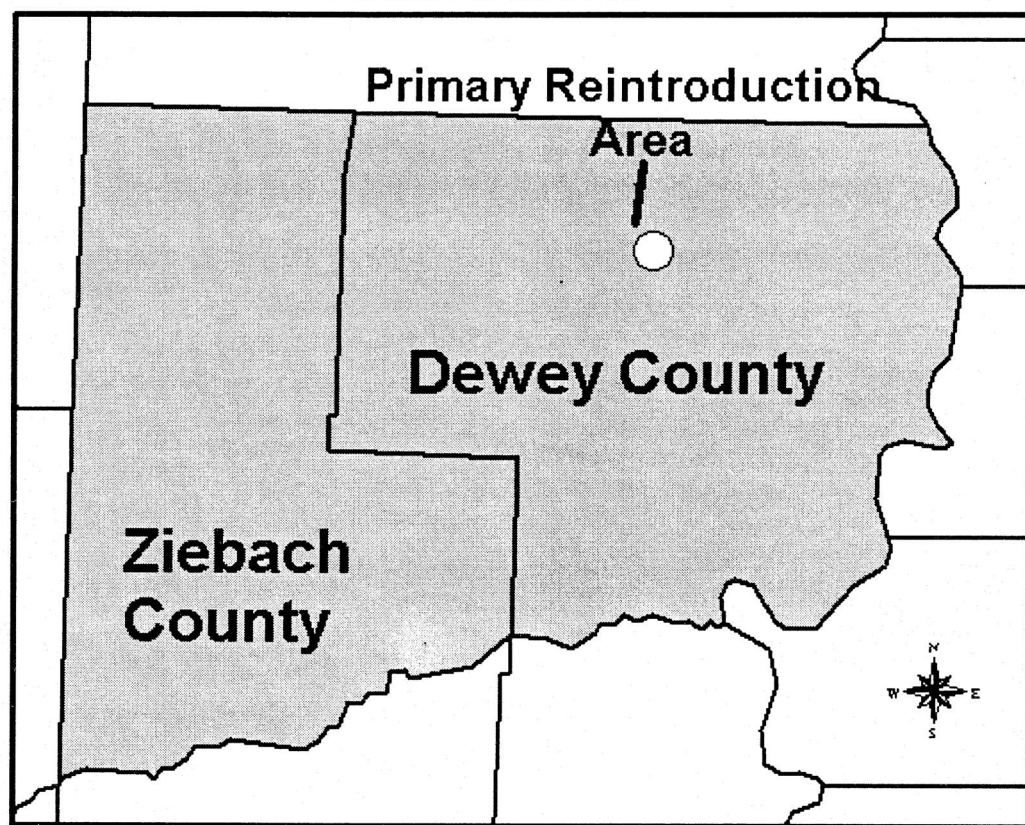 Primary Reintroduction
Area
Dewey County
Ziebach
County
N
W E
S